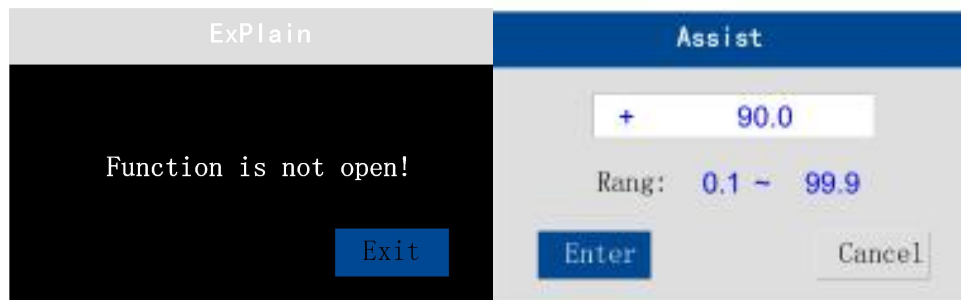 ExPlain
Function is not open!
Exit
Assist
+ 90.0
Rang: 0.1 ~ 99.9
Enter Cancel